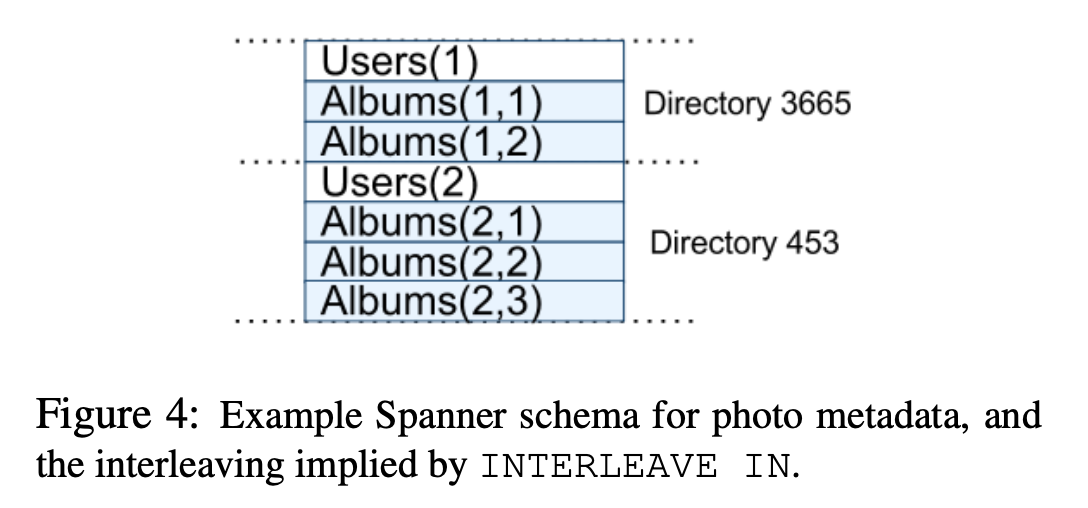 Users(1)
Albums(1,1)
Directory 3665
Albums(1,2)
Users(2)
Albums(2,1)
Directory 453
Albums(2,2)
Albums(2,3)
Figure 4: Example Spanner schema for photo metadata, and
the interleaving implied by INTERLEAVE IN.